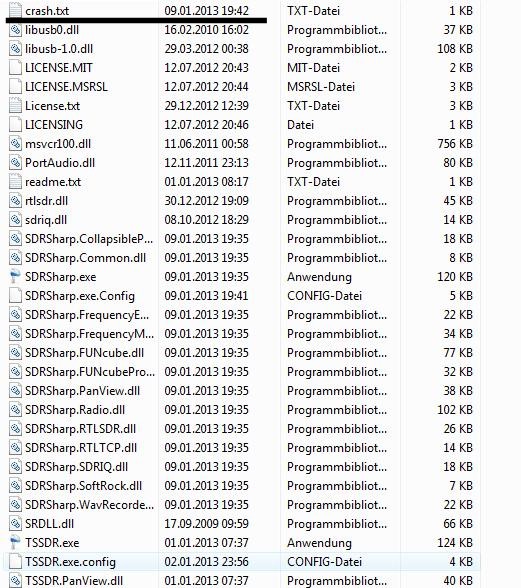 crash.txt 09.01.2013 19:42 TXT-Datei 1 KB
libusb0.dll 16.02.2010 16:02 Programmbibliot... 37 KB
libusb-1.0.dll 29.03.2012 00:38 Programmbibliot... 108 KB
LICENSE.MIT 12.07.2012 20:43 MIT-Datei 2 KB
LICENSE.MSRSL 12.07.2012 20:44 MSRSL-Datei 3 KB
License.txt 29.12.2012 12:39 TXT-Datei 3 KB
LICENSING 12.07.2012 20:46 Datei 1 KB
msvcr100.dll 11.06.2011 00:58 Programmbibliot... 756 KB
PortAudio.dll 12.11.2011 23:13 Programmbibliot... 80 KB
readme.txt 01.01.2013 08:17 TXT-Datei 1 KB
rtlsdr.dll 30.12.2012 19:09 Programmbibliot... 45 KB
sdriq.dll 08.10.2012 18:29 Programmbibliot... 14 KB
SDRSharp.CollapsibleP... 09.01.2013 19:35 Programmbibliot... 18 KB
SDRSharp.Common.dll 09.01.2013 19:35 Programmbibliot... 8 KB
SDRSharp.exe 09.01.2013 19:35 Anwendung 120 KB
SDRSharp.exe.Config 09.01.2013 19:41 CONFIG-Datei 5 KB
SDRSharp.FrequencyE... 09.01.2013 19:35 Programmbibliot... 22 KB
SDRSharp.FrequencyM... 09.01.2013 19:35 Programmbibliot... 34 KB
SDRSharp.FUNcube.dll 09.01.2013 19:35 Programmbibliot... 77 KB
SDRSharp.FUNcubePro... 09.01.2013 19:35 Programmbibliot... 32 KB
SDRSharp.PanView.dll 09.01.2013 19:35 Programmbibliot... 38 KB
SDRSharp.Radio.dll 09.01.2013 19:35 Programmbibliot... 102 KB
SDRSharp.RTLSDR.dll 09.01.2013 19:35 Programmbibliot... 26 KB
SDRSharp.RTLTCP.dll 09.01.2013 19:35 Programmbibliot... 14 KB
SDRSharp.SDRIQ.dll 09.01.2013 19:35 Programmbibliot... 18 KB
SDRSharp.SoftRock.dll 09.01.2013 19:35 Programmbibliot... 7 KB
SDRSharp.WavRecorde... 09.01.2013 19:35 Programmbibliot... 22 KB
SRDLL.dll 17.09.2009 09:59 Programmbibliot... 66 KB
TSSDR.exe 01.01.2013 07:37 Anwendung 124 KB
TSSDR.exe.config 02.01.2013 23:56 CONFIG-Datei 4 KB
TSSDR.PanView.dll 01.01.2013 07:37 Programmbibliot... 40 KB